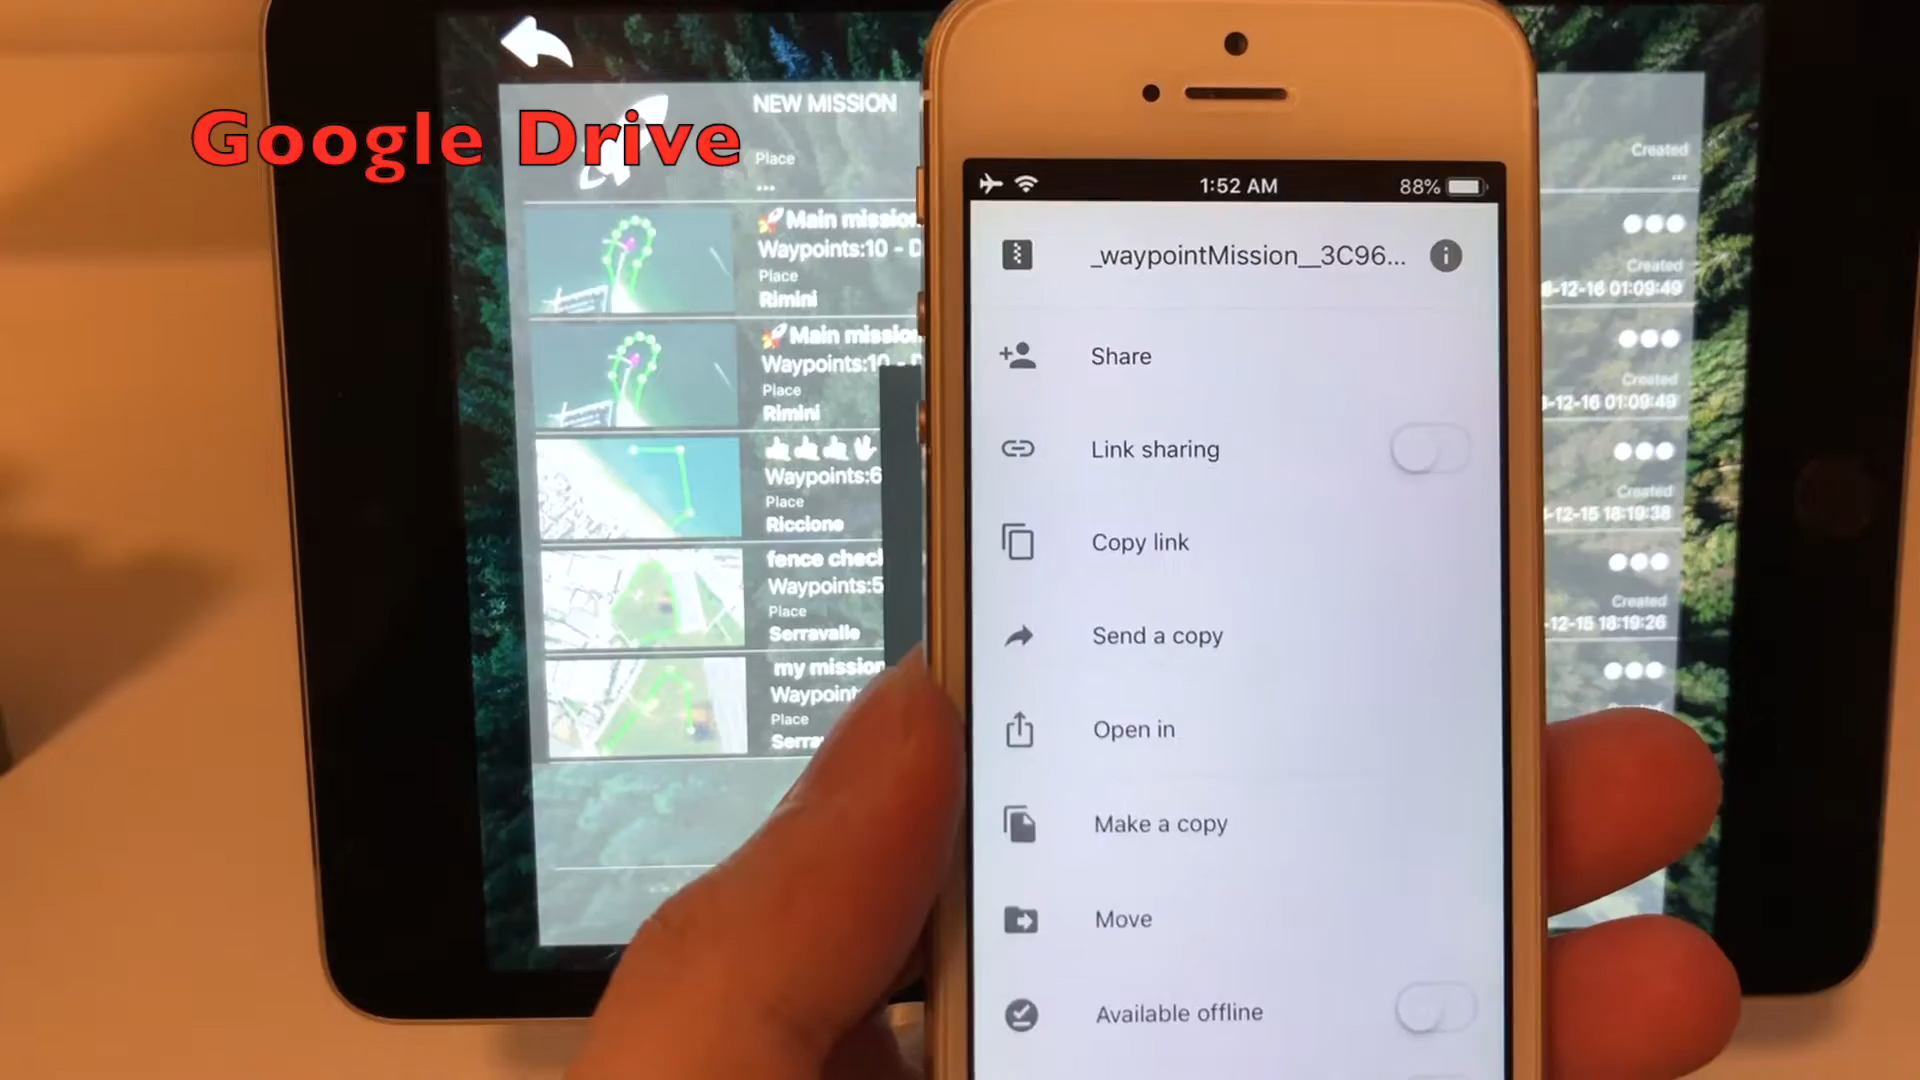 Google Drive
NEW MISSION
Place
...
Main mission
Waypoints:10 -
Place
Rimini
Main mission
Waypoints:10 -
Place
Rimini
Waypoints:6
Place
Riccione
fence check
Waypoints:5
Place
Serravalle
my mission
Place
1:52 AM
88%
_waypointMission__3C96...
Share
Link sharing
Copy link
Send a copy
Open in
Make a copy
Move
Available offline
Created
...
Created
8-12-16 01:09:49
Created
-12-16 01:09:49
Created
-12-15 18:19:38
Created
-12-15 18:19:26